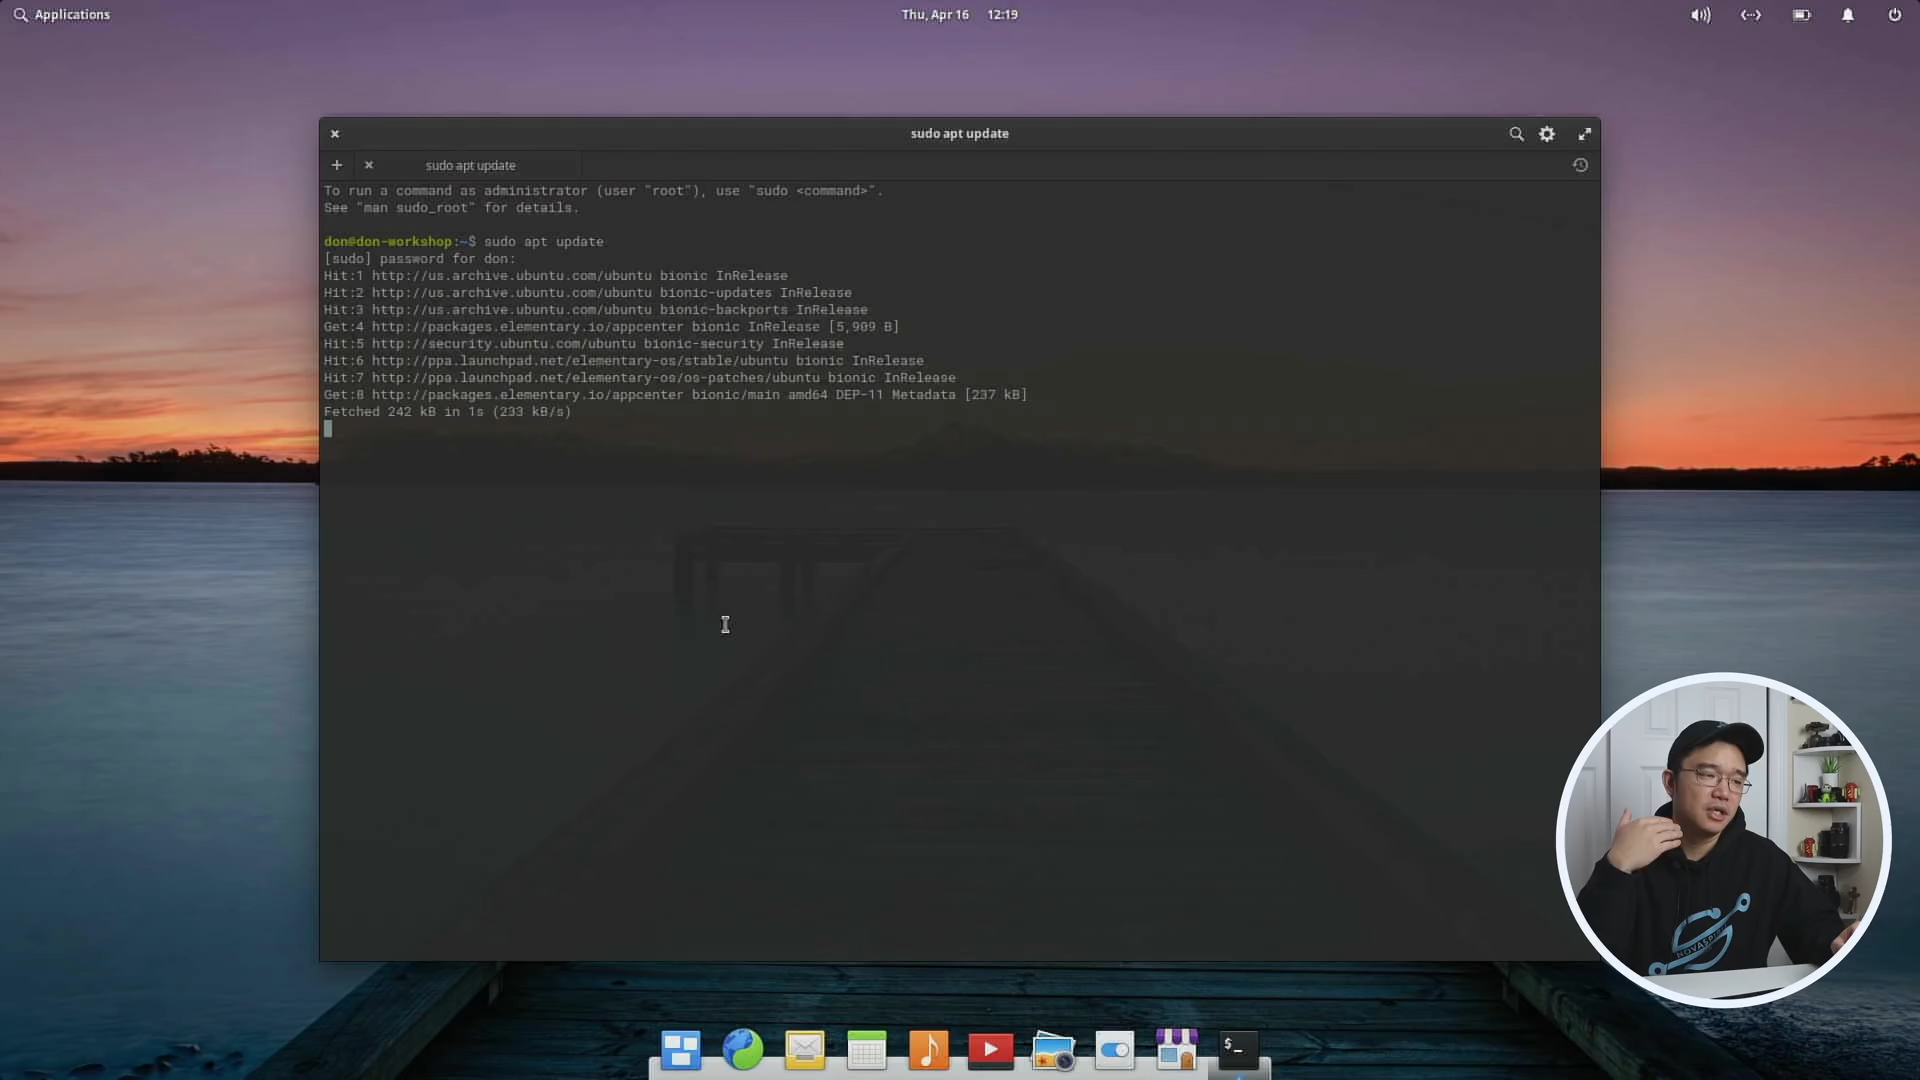 Applications
Thu, Apr 16 12:19
sudo apt update
sudo apt update
To run a command as administrator (user "root"), use "sudo <command>".
See "man sudo_root" for details.
don@don-workshop:~$ sudo apt update
[sudo] password for don:
Hit:1 http://us.archive.ubuntu.com/ubuntu bionic InRelease
Hit:2 http://us.archive.ubuntu.com/ubuntu bionic-updates InRelease
Hit:3 http://us.archive.ubuntu.com/ubuntu bionic-backports InRelease
Get:4 http://packages.elementary.io/appcenter bionic InRelease [5,909 B]
Hit:5 http://security.ubuntu.com/ubuntu bionic-security InRelease
Hit:6 http://ppa.launchpad.net/elementary-os/stable/ubuntu bionic InRelease
Hit:7 http://ppa.launchpad.net/elementary-os/os-patches/ubuntu bionic InRelease
Get:8 http://packages.elementary.io/appcenter bionic/main amd64 DEP-11 Metadata [237 kB]
Fetched 242 kB in 1s (233 kB/s)
$_